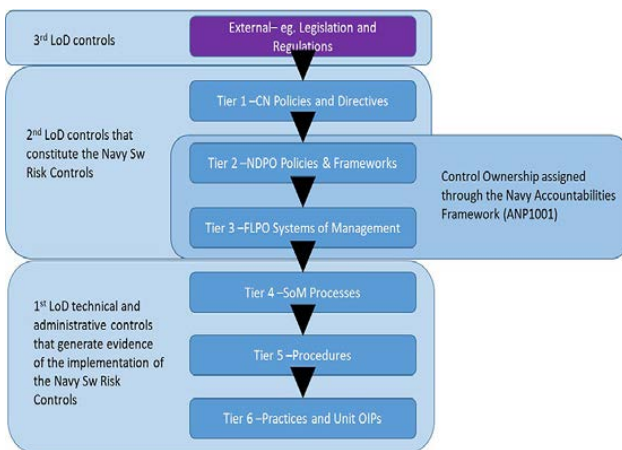 3rd LoD controls
External– eg. Legislation and
Regulations
Tier 1 –CN Policies and Directives
2nd LoD controls that
constitute the Navy Sw
Risk Controls
Tier 2 –NDPO Policies & Frameworks
Tier 3 –FLPO Systems of Management
Control Ownership assigned
through the Navy Accountabilities
Framework (ANP1001)
1st LoD technical and
administrative controls
that generate evidence
of the implementation of
the Navy Sw Risk
Controls
Tier 4 –SoM Processes
Tier 5 –Procedures
Tier 6 –Practices and Unit OIPs